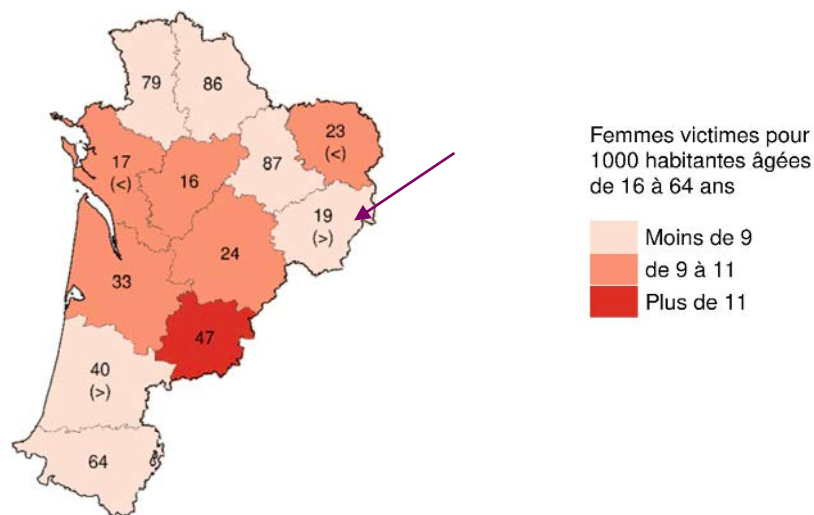 79
86
23
(<)
17
(<)
16
87
19
(>)
24
33
47
40
(>)
64
Femmes victimes pour
1000 habitantes âgées
de 16 à 64 ans
Moins de 9
de 9 à 11
Plus de 11